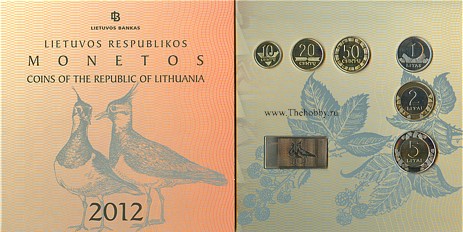 LIETUVOS BANKAS
LIETUVOS RESPUBLIKOS
MONETOS
COINS OF THE REPUBLIC OF LITHUANIA
2012
10
CENTŲ
20
CENTŲ
50
CENTŲ
1
LITAS
2
LITAI
5
LITAI
www.Thehobby.ru